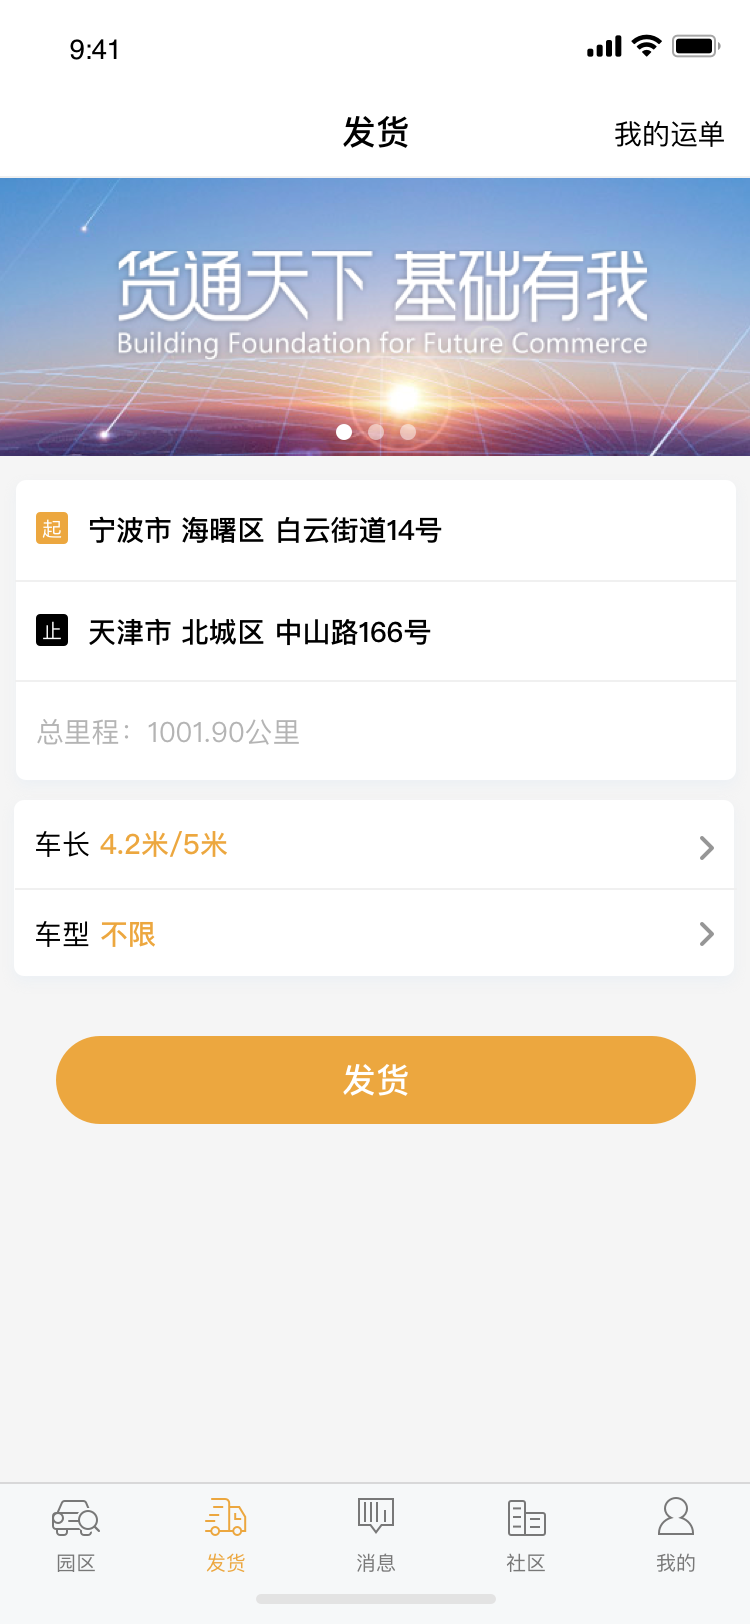 9:41
发货
我的运单
货通天下 基础有我
Building Foundation for Future Commerce
起 宁波市 海曙区 白云街道14号
止 天津市 北城区 中山路166号
总里程：1001.90公里
车长 4.2米/5米
车型 不限
发货
园区 发货 消息 社区 我的